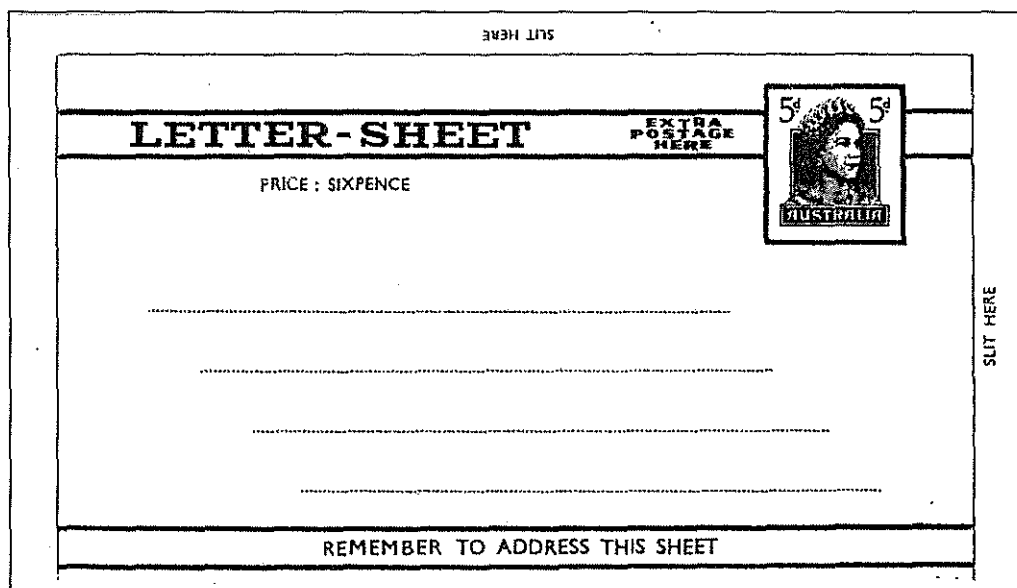 SLIT HERE
LETTER-SHEET
EXTRA
POSTAGE
HERE
5d 5d
AUSTRALIA
PRICE : SIXPENCE
SLIT HERE
REMEMBER TO ADDRESS THIS SHEET